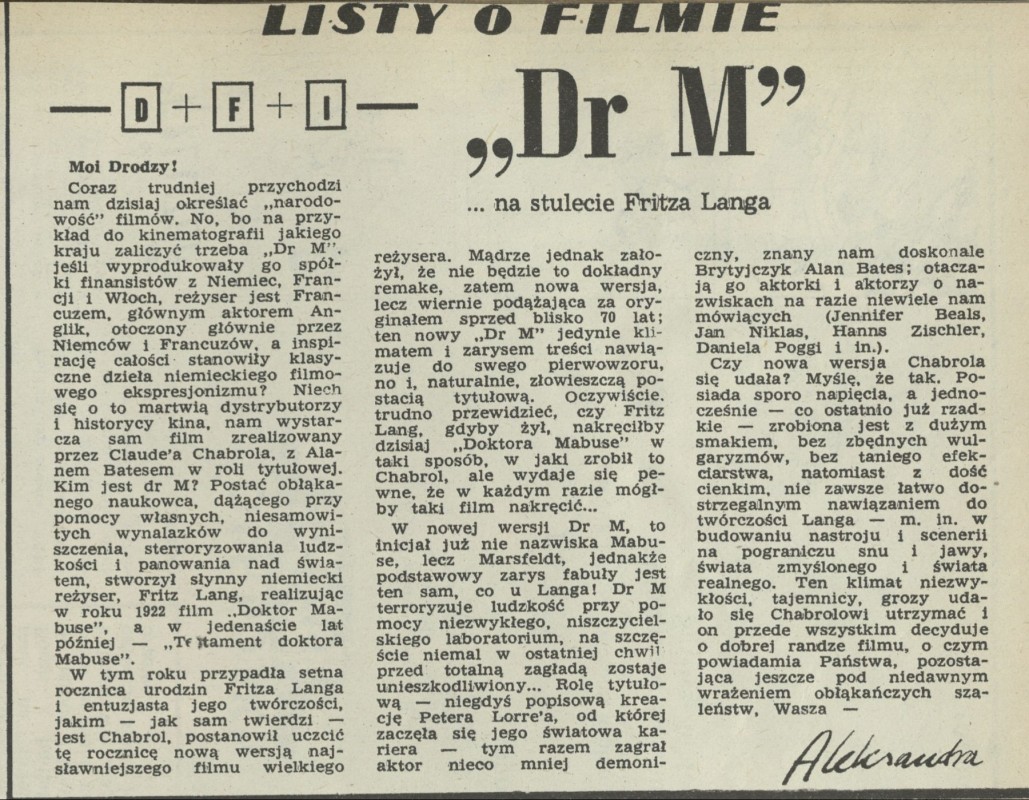 LISTY O FILMIE
— D + F + I —
„Dr M”
... na stulecie Fritza Langa
Moi Drodzy!
Coraz trudniej przychodzi
nam dzisiaj określać „narodo-
wość” filmów. No, bo na przy-
kład do kinematografii jakiego
kraju zaliczyć trzeba „Dr M”,
jeśli wyprodukowały go spół-
ki finansistów z Niemiec, Fran-
cji i Włoch, reżyser jest Fran-
cuzem, głównym aktorem An-
glik, otoczony głównie przez
Niemców i Francuzów, a inspi-
rację całości stanowiły klasy-
czne dzieła niemieckiego filmo-
wego ekspresjonizmu? Niech
się o to martwią dystrybutorzy
i historycy kina, nam wystar-
cza sam film zrealizowany
przez Claude'a Chabrola, z Ala-
nem Batesem w roli tytułowej.
Kim jest dr M? Postać obłąka-
nego naukowca, dążącego przy
pomocy własnych, niesamowi-
tych wynalazków do wyni-
szczenia, sterroryzowania ludz-
kości i panowania nad świa-
tem, stworzył słynny niemiecki
reżyser, Fritz Lang, realizując
w roku 1922 film „Doktor Ma-
buse”, a w jedenaście lat
później — „Testament doktora
Mabuse”.
W tym roku przypadła setna
rocznica urodzin Fritza Langa
i entuzjasta jego twórczości,
jakim — jak sam twierdzi —
jest Chabrol, postanowił uczcić
tę rocznicę nową wersją naj-
sławniejszego filmu wielkiego
reżysera. Mądrze jednak zało-
żył, że nie będzie to dokładny
remake, zatem nowa wersja,
lecz wiernie podążająca za ory-
ginałem sprzed blisko 70 lat;
ten nowy „Dr M” jedynie kli-
matem i zarysem treści nawią-
zuje do swego pierwowzoru,
no i, naturalnie, złowieszczą po-
stacią tytułową. Oczywiście.
trudno przewidzieć, czy Fritz
Lang, gdyby żył, nakręciłby
dzisiaj „Doktora Mabuse” w
taki sposób, w jaki zrobił to
Chabrol, ale wydaje się pe-
wne, że w każdym razie mógł-
by taki film nakręcić...
W nowej wersji Dr M, to
inicjał już nie nazwiska Mabu-
se, lecz Marsfeldt, jednakże
podstawowy zarys fabuły jest
ten sam, co u Langa! Dr M
terroryzuje ludzkość przy po-
mocy niezwykłego, niszczyciel-
skiego laboratorium, na szczę-
ście niemal w ostatniej chwili
przed totalną zagładą zostaje
unieszkodliwiony... Rolę tytuło-
wą — niegdyś popisową krea-
cję Petera Lorre'a, od której
zaczęła się jego światowa ka-
riera — tym razem zagrał
aktor nieco mniej demoni-
czny, znany nam doskonale
Brytyjczyk Alan Bates; otacza-
ją go aktorki i aktorzy o na-
zwiskach na razie niewiele nam
mówiących (Jennifer Beals,
Jan Niklas, Hanns Zischler,
Daniela Poggi i in.).
Czy nowa wersja Chabrola
się udała? Myślę, że tak. Po-
siada sporo napięcia, a jedno-
cześnie — co ostatnio już rzad-
kie — zrobiona jest z dużym
smakiem, bez zbędnych wul-
garyzmów, bez taniego efek-
ciarstwa, natomiast z dość
cienkim, nie zawsze łatwo do-
strzegalnym nawiązaniem do
twórczości Langa — m. in. w
budowaniu nastroju i scenerii
na pograniczu snu i jawy,
świata zmyślonego i świata
realnego. Ten klimat niezwy-
kłości, tajemnicy, grozy uda-
ło się Chabrolowi utrzymać i
on przede wszystkim decyduje
o dobrej randze filmu, o czym
powiadamia Państwa, pozosta-
jąca jeszcze pod niedawnym
wrażeniem obłąkańczych sza-
leństw, Wasza —
Aleksandra